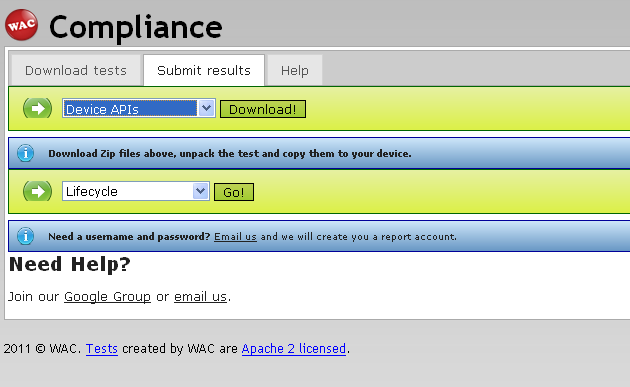 WAC Compliance
Download tests Submit results Help
Device APIs Download!
Download Zip files above, unpack the test and copy them to your device.
Lifecycle Go!
Need a username and password? Email us and we will create you a report account.
Need Help?
Join our Google Group or email us.
2011 © WAC. Tests created by WAC are Apache 2 licensed.